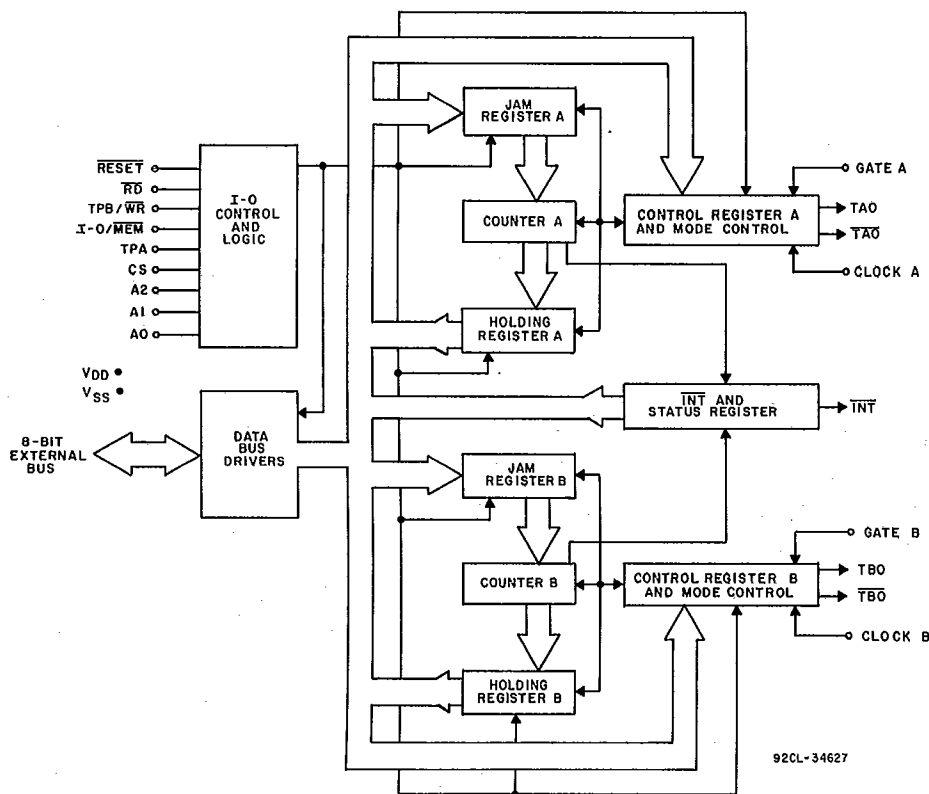 JAM
REGISTER A
RESET
RD
TPB/WR
I-O/MEM
TPA
CS
A2
A1
A0
I-O
CONTROL
AND
LOGIC
COUNTER A
HOLDING
REGISTER A
CONTROL REGISTER A
AND MODE CONTROL
GATE A
TAO
TAO
CLOCK A
VDD
VSS
8-BIT
EXTERNAL
BUS
DATA
BUS
DRIVERS
INT AND
STATUS REGISTER
INT
JAM
REGISTER B
COUNTER B
HOLDING
REGISTER B
CONTROL REGISTER B
AND MODE CONTROL
GATE B
TBO
TBO
CLOCK B
92CL-34627